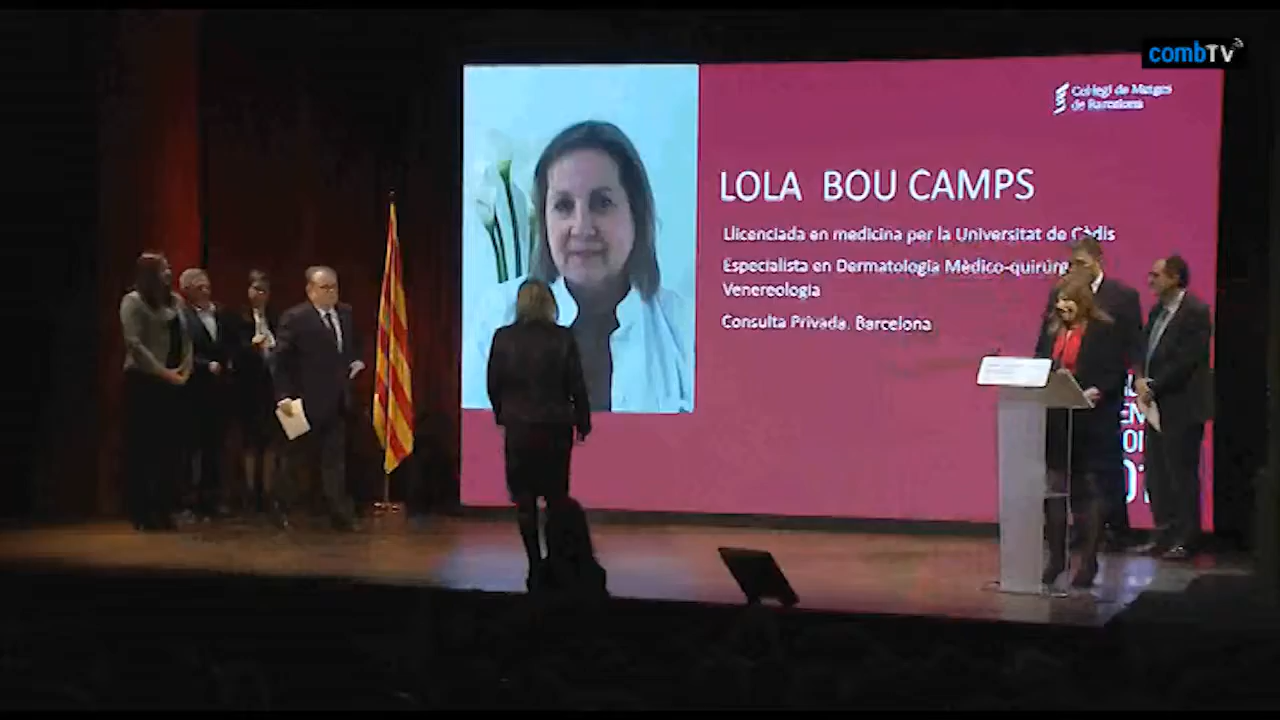 combTV
Col·legi de Metges
de Barcelona
LOLA BOU CAMPS
Llicenciada en medicina per la Universitat de Càdis
Especialista en Dermatologia Mèdico-quirúrg
Venereologia
Consulta Privada. Barcelona